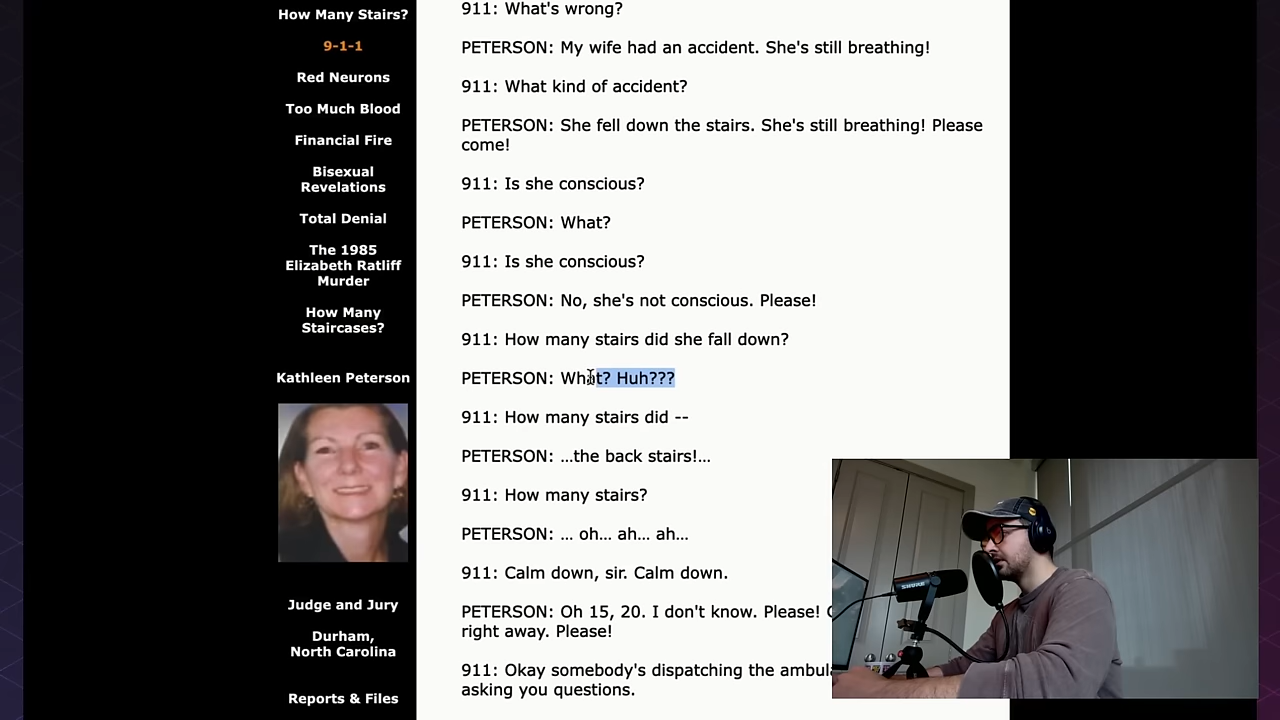 How Many Stairs?
9-1-1
Red Neurons
Too Much Blood
Financial Fire
Bisexual
Revelations
Total Denial
The 1985
Elizabeth Ratliff
Murder
How Many
Staircases?
Kathleen Peterson
Judge and Jury
Durham,
North Carolina
Reports & Files
911: What's wrong?
PETERSON: My wife had an accident. She's still breathing!
911: What kind of accident?
PETERSON: She fell down the stairs. She's still breathing! Please
come!
911: Is she conscious?
PETERSON: What?
911: Is she conscious?
PETERSON: No, she's not conscious. Please!
911: How many stairs did she fall down?
PETERSON: What? Huh???
911: How many stairs did --
PETERSON: …the back stairs!…
911: How many stairs?
PETERSON: … oh… ah… ah…
911: Calm down, sir. Calm down.
PETERSON: Oh 15, 20. I don't know. Please!
right away. Please!
911: Okay somebody's dispatching the
asking you questions.
SHURE